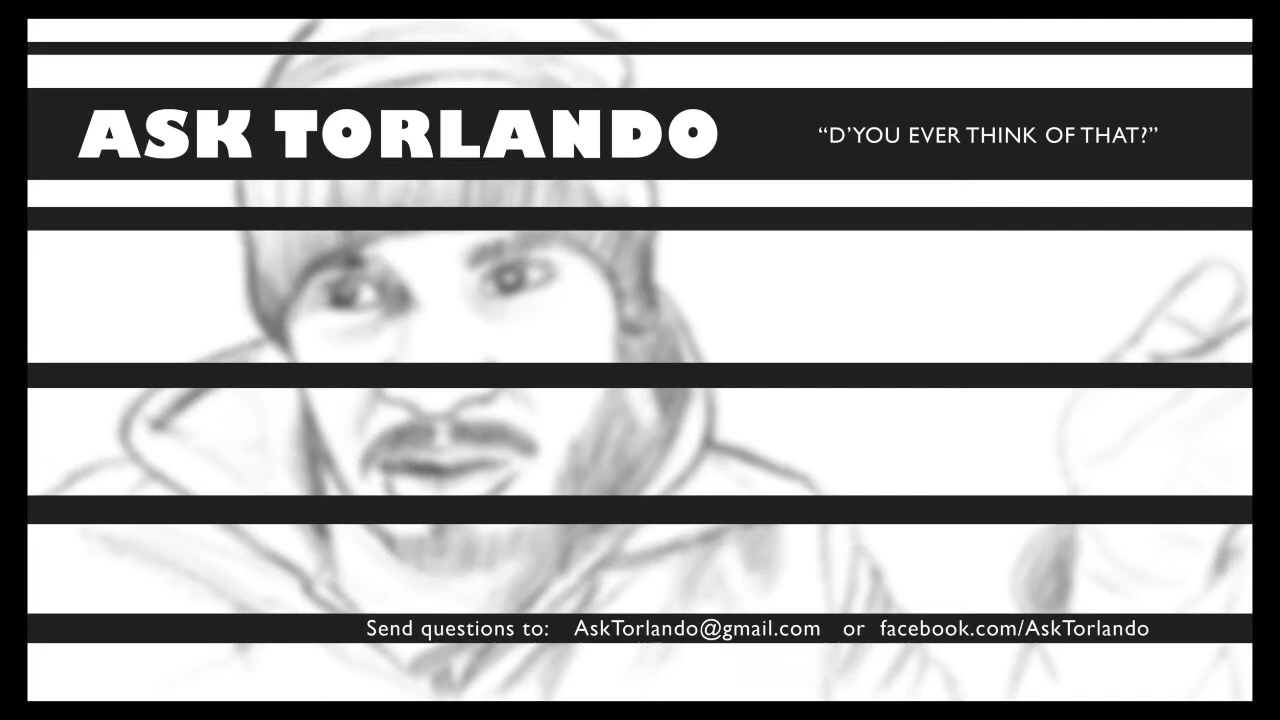 ASK TORLANDO
“D’YOU EVER THINK OF THAT?”
Send questions to: AskTorlando@gmail.com or facebook.com/AskTorlando